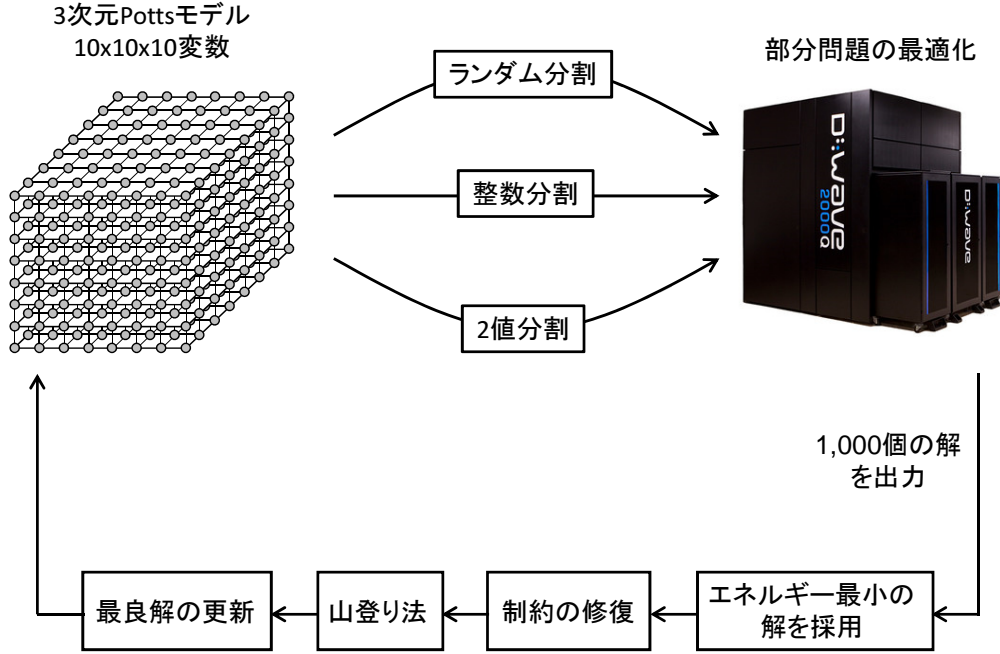 3次元Pottsモデル
10x10x10変数
ランダム分割
整数分割
2値分割
部分問題の最適化
D:Wave
2000Q
D:Wave
1,000個の解
を出力
エネルギー最小の
解を採用
制約の修復
山登り法
最良解の更新